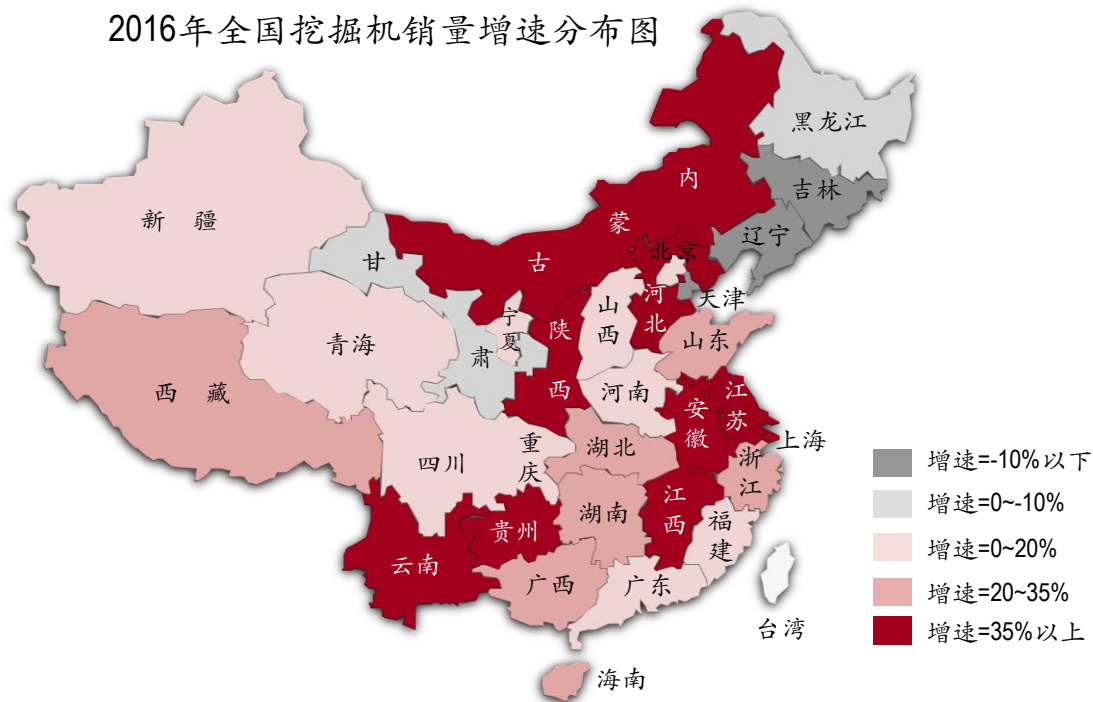 2016年全国挖掘机销量增速分布图
黑龙江
吉林
辽宁
内
蒙
古
新 疆
甘
肃
北京
天津
河
北
山
西
宁
夏
陕
西
青海
山东
西 藏
河南
江
苏
安
徽
上海
四川
重
庆
湖北
浙
江
湖南
江
西
福
建
贵州
云南
广西
广东
台湾
海南
增速=-10%以下
增速=0~-10%
增速=0~20%
增速=20~35%
增速=35%以上